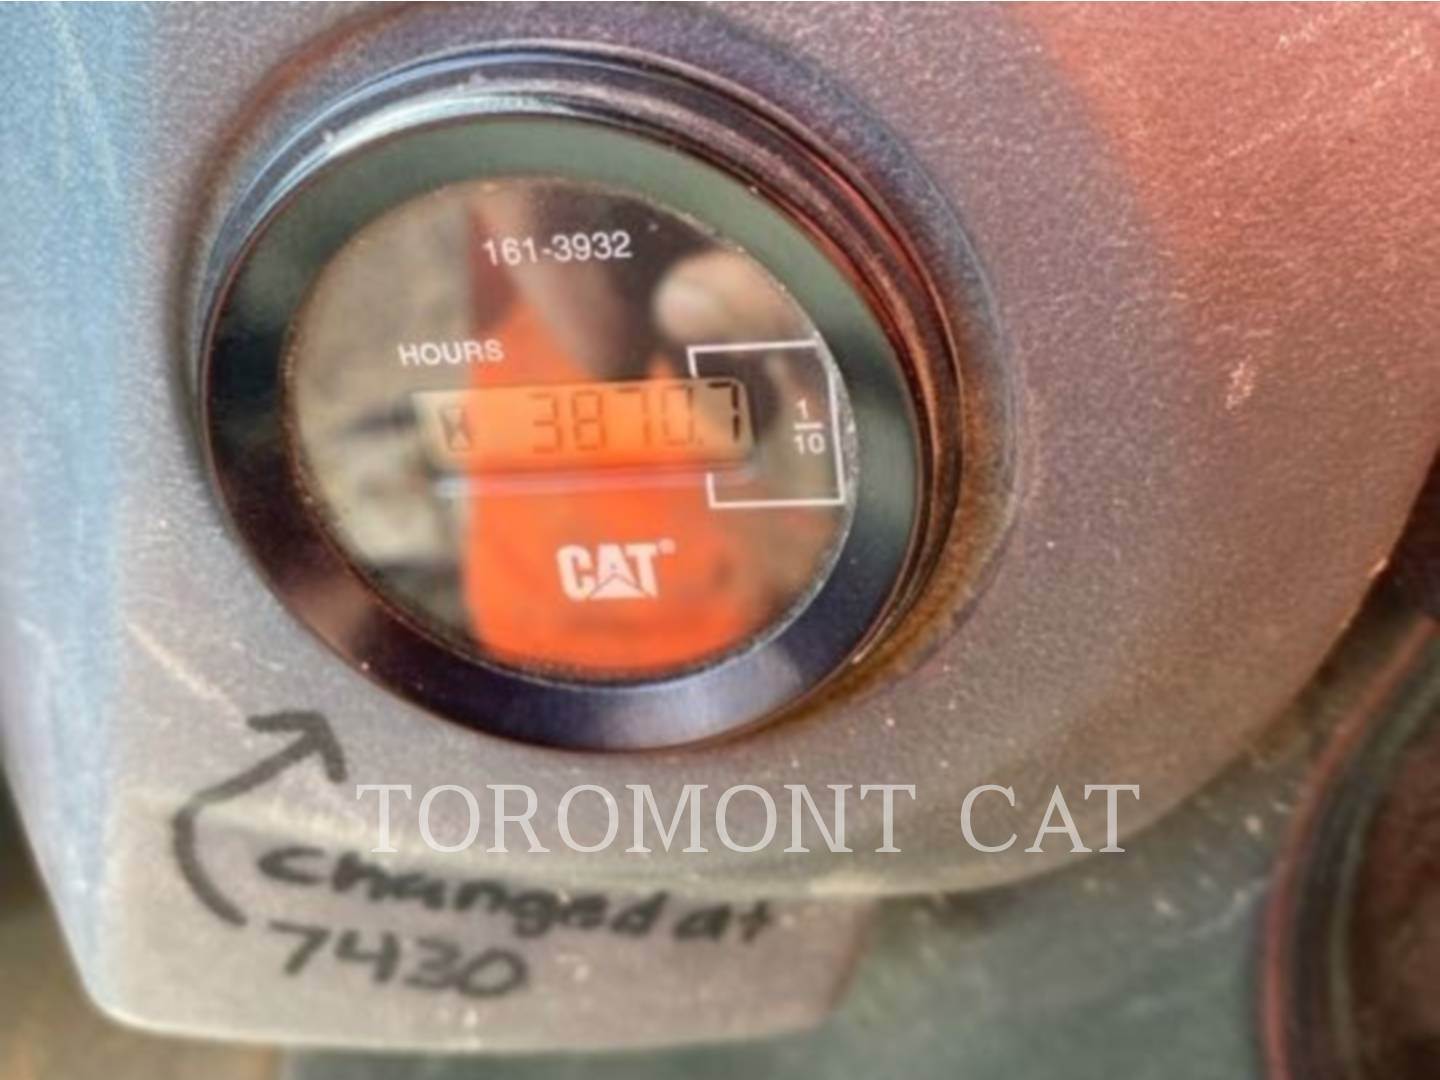 161-3932
HOURS
3870.7
1
10
CAT®
TOROMONT CAT
changed at
7430